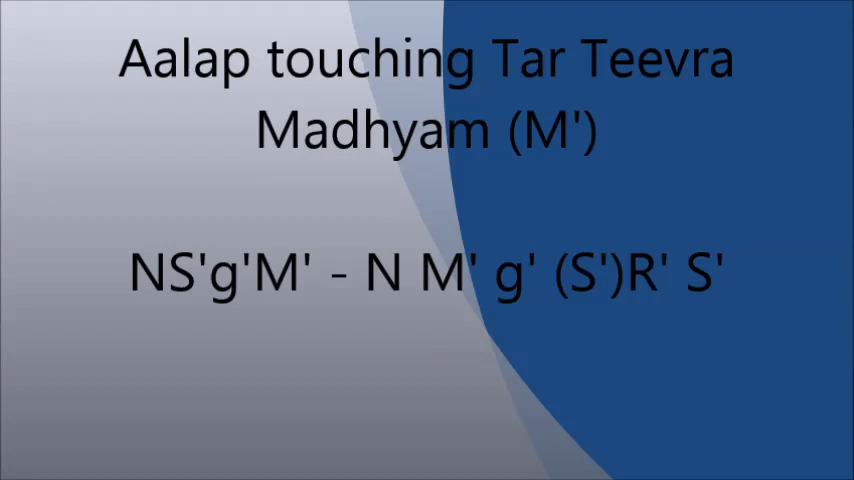 Aalap touching Tar Teevra
Madhyam (M')
NS'g'M' - N M' g' (S')R' S'